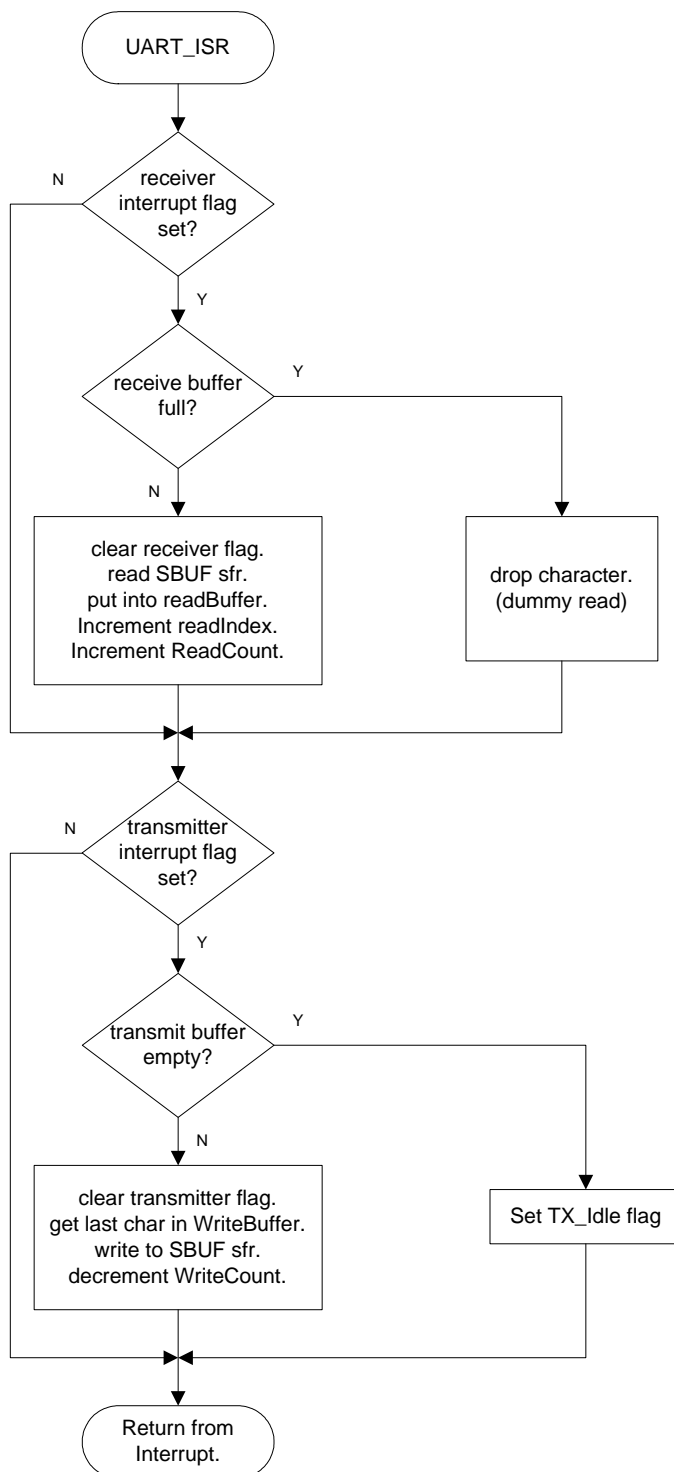 UART_ISR
receiver
interrupt flag
set?
N
Y
receive buffer
full?
Y
N
clear receiver flag.
read SBUF sfr.
put into readBuffer.
Increment readIndex.
Increment ReadCount.
drop character.
(dummy read)
transmitter
interrupt flag
set?
N
Y
transmit buffer
empty?
Y
N
clear transmitter flag.
get last char in WriteBuffer.
write to SBUF sfr.
decrement WriteCount.
Set TX_Idle flag
Return from
Interrupt.